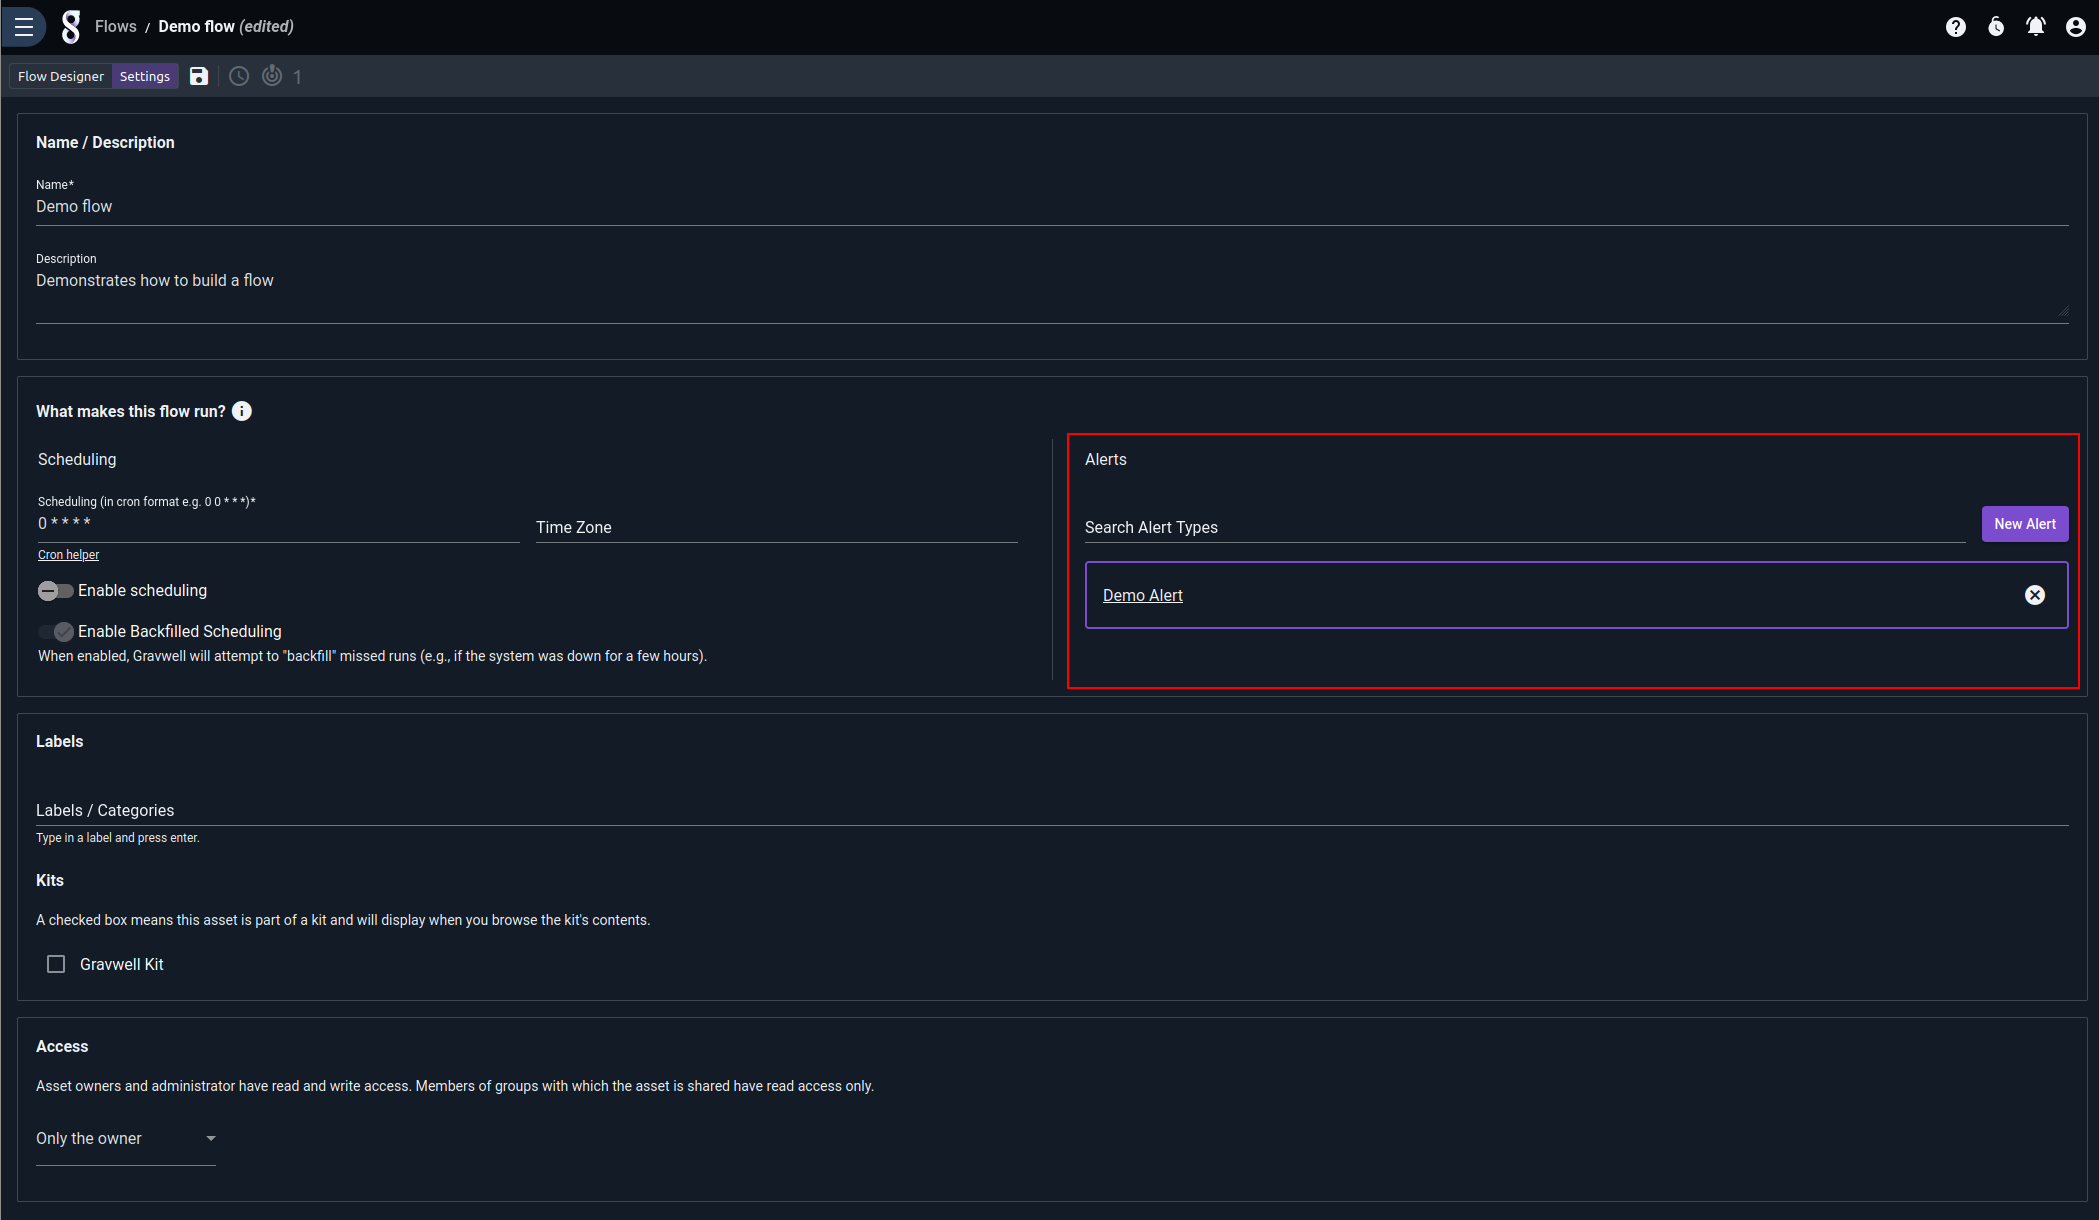 Flows / Demo flow (edited)
Flow Designer Settings 1
Name / Description
Name*
Demo flow
Description
Demonstrates how to build a flow
What makes this flow run?
Scheduling
Scheduling (in cron format e.g. 0 0 * * *)*
0 * * * *
Time Zone
Cron helper
Enable scheduling
Enable Backfilled Scheduling
When enabled, Gravwell will attempt to "backfill" missed runs (e.g., if the system was down for a few hours).
Alerts
Search Alert Types
New Alert
Demo Alert
Labels
Labels / Categories
Type in a label and press enter.
Kits
A checked box means this asset is part of a kit and will display when you browse the kit's contents.
Gravwell Kit
Access
Asset owners and administrator have read and write access. Members of groups with which the asset is shared have read access only.
Only the owner